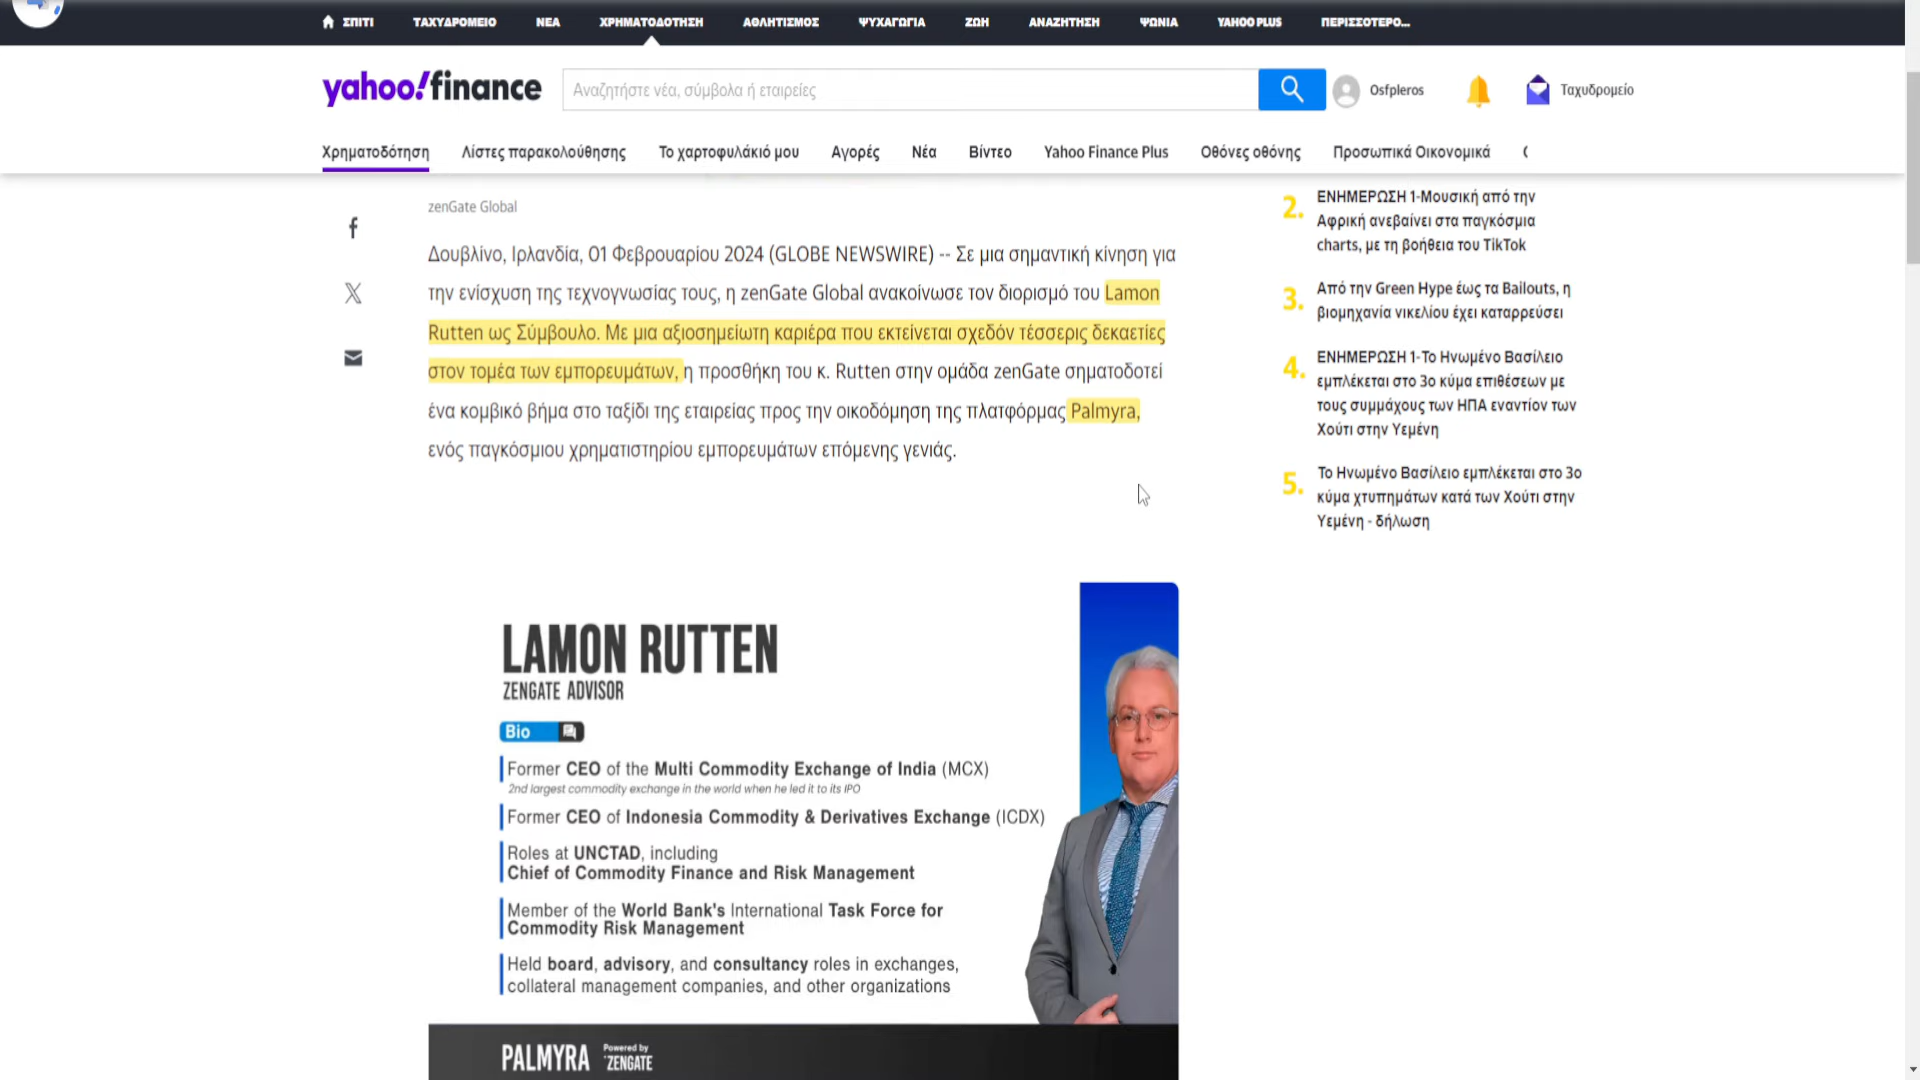 ΣΠΙΤΙ ΤΑΧΥΔΡΟΜΕΙΟ ΝΕΑ ΧΡΗΜΑΤΟΔΟΤΗΣΗ ΑΘΛΗΤΙΣΜΟΣ ΨΥΧΑΓΩΓΙΑ ΖΩΗ ΑΝΑΖΗΤΗΣΗ ΨΩΝΙΑ YAHOO PLUS ΠΕΡΙΣΣΟΤΕΡΟ...
yahoo!finance
Αναζητήστε νέα, σύμβολα ή εταιρείες
Osfpleros
Ταχυδρομείο
Χρηματοδότηση Λίστες παρακολούθησης Το χαρτοφυλάκιό μου Αγορές Νέα Βίντεο Yahoo Finance Plus Οθόνες οθόνης Προσωπικά Οικονομικά
zenGate Global
Δουβλίνο, Ιρλανδία, 01 Φεβρουαρίου 2024 (GLOBE NEWSWIRE) -- Σε μια σημαντική κίνηση για
την ενίσχυση της τεχνογνωσίας τους, η zenGate Global ανακοίνωσε τον διορισμό του Lamon
Rutten ως Σύμβουλο. Με μια αξιοσημείωτη καριέρα που εκτείνεται σχεδόν τέσσερις δεκαετίες
στον τομέα των εμπορευμάτων, η προσθήκη του κ. Rutten στην ομάδα zenGate σηματοδοτεί
ένα κομβικό βήμα στο ταξίδι της εταιρείας προς την οικοδόμηση της πλατφόρμας Palmyra,
ενός παγκόσμιου χρηματιστηρίου εμπορευμάτων επόμενης γενιάς.
2. ΕΝΗΜΕΡΩΣΗ 1-Μουσική από την
Αφρική ανεβαίνει στα παγκόσμια
charts, με τη βοήθεια του TikTok
3. Από την Green Hype έως τα Bailouts, η
βιομηχανία νικελίου έχει καταρρεύσει
4. ΕΝΗΜΕΡΩΣΗ 1-Το Ηνωμένο Βασίλειο
εμπλέκεται στο 3ο κύμα επιθέσεων με
τους συμμάχους των ΗΠΑ εναντίον των
Χούτι στην Υεμένη
5. Το Ηνωμένο Βασίλειο εμπλέκεται στο 3ο
κύμα χτυπημάτων κατά των Χούτι στην
Υεμένη - δήλωση
LAMON RUTTEN
ZENGATE ADVISOR
Bio
Former CEO of the Multi Commodity Exchange of India (MCX)
2nd largest commodity exchange in the world when he led it to its IPO
Former CEO of Indonesia Commodity & Derivatives Exchange (ICDX)
Roles at UNCTAD, including
Chief of Commodity Finance and Risk Management
Member of the World Bank's International Task Force for
Commodity Risk Management
Held board, advisory, and consultancy roles in exchanges,
collateral management companies, and other organizations
PALMYRA Powered by
ZENGATE